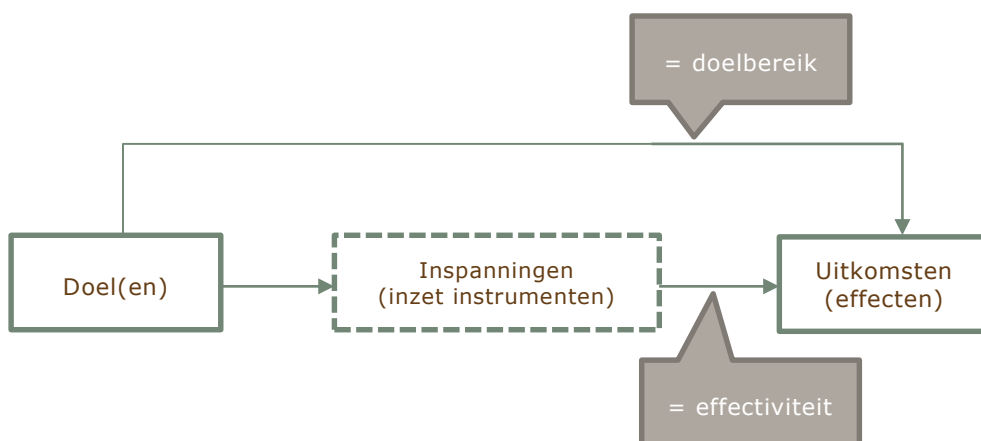 = doelbereik
Doel(en)
Inspanningen
(inzet instrumenten)
Uitkomsten
(effecten)
= effectiviteit